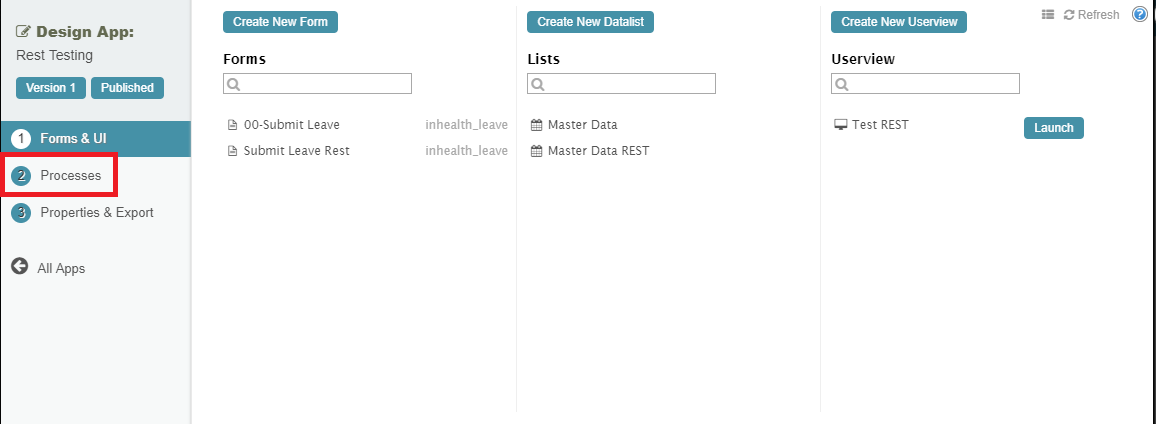 Design App:
Rest Testing
Version 1 Published
1 Forms & UI
2 Processes
3 Properties & Export
All Apps
Create New Form
Forms
00-Submit Leave inhealth_leave
Submit Leave Rest inhealth_leave
Create New Datalist
Lists
Master Data
Master Data REST
Create New Userview
Userview
Test REST Launch
Refresh ?